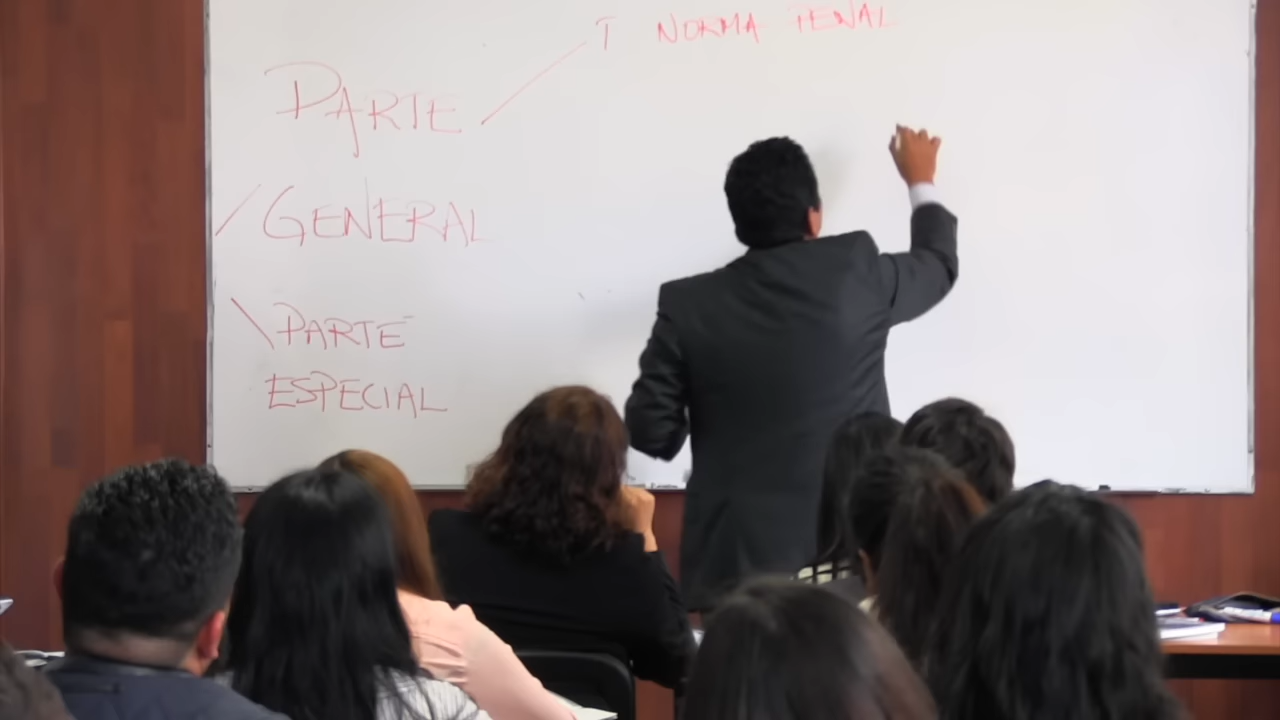 I NORMA PENAL
PARTE
GENERAL
PARTE
ESPECIAL